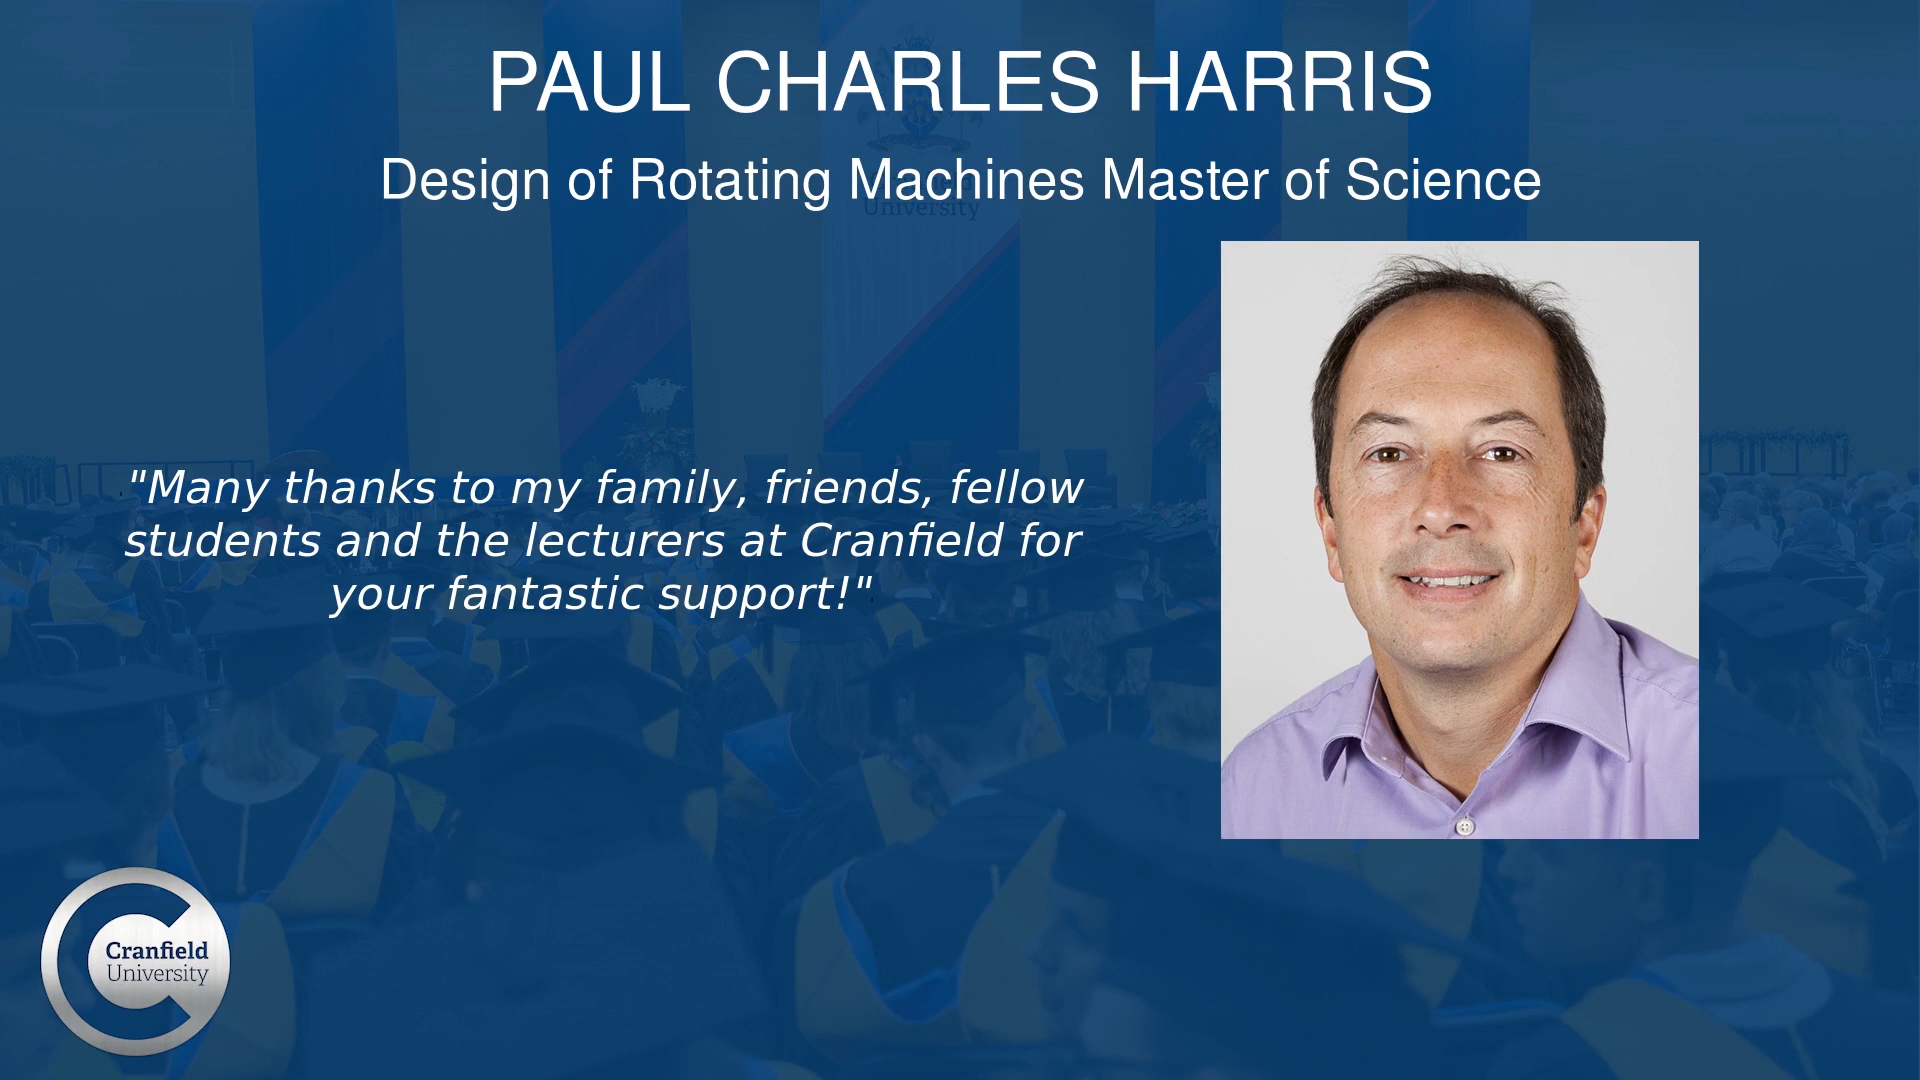 PAUL CHARLES HARRIS
Design of Rotating Machines Master of Science
University
"Many thanks to my family, friends, fellow
students and the lecturers at Cranfield for
your fantastic support!"
Cranfield
University